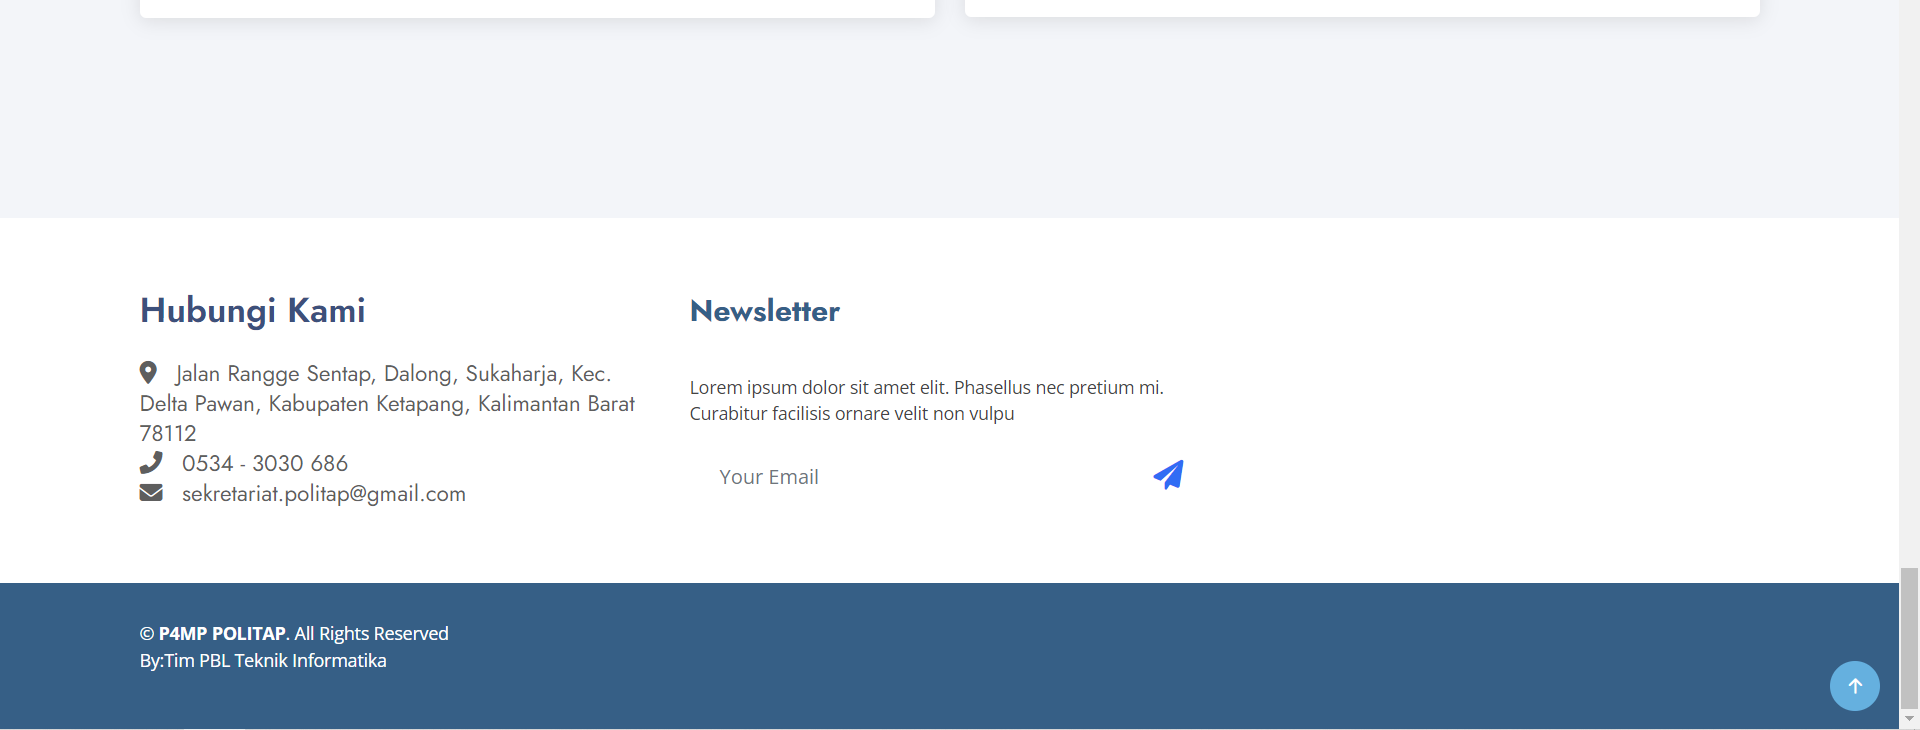 Hubungi Kami
Jalan Rangge Sentap, Dalong, Sukaharja, Kec.
Delta Pawan, Kabupaten Ketapang, Kalimantan Barat
78112
0534 - 3030 686
sekretariat.politap@gmail.com
Newsletter
Lorem ipsum dolor sit amet elit. Phasellus nec pretium mi.
Curabitur facilisis ornare velit non vulpu
Your Email
© P4MP POLITAP. All Rights Reserved
By:Tim PBL Teknik Informatika